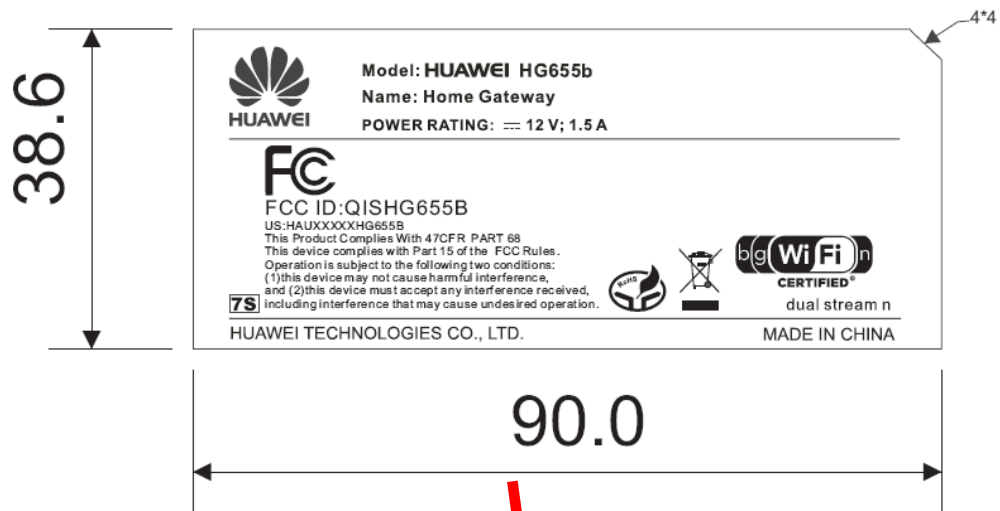 4*4
38.6
HUAWEI
Model: HUAWEI HG655b
Name: Home Gateway
POWER RATING: ⎓ 12 V; 1.5 A
FC
FCC ID:QISHG655B
US:HAUXXXXXHG655B
This Product Complies With 47CFR PART 68
This device complies with Part 15 of the FCC Rules.
Operation is subject to the following two conditions:
(1)this device may not cause harmful interference,
and (2)this device must accept any interference received,
including interference that may cause undesired operation.
7S
RoHS
bg Wi Fi n
CERTIFIED®
dual stream n
HUAWEI TECHNOLOGIES CO., LTD.
MADE IN CHINA
90.0